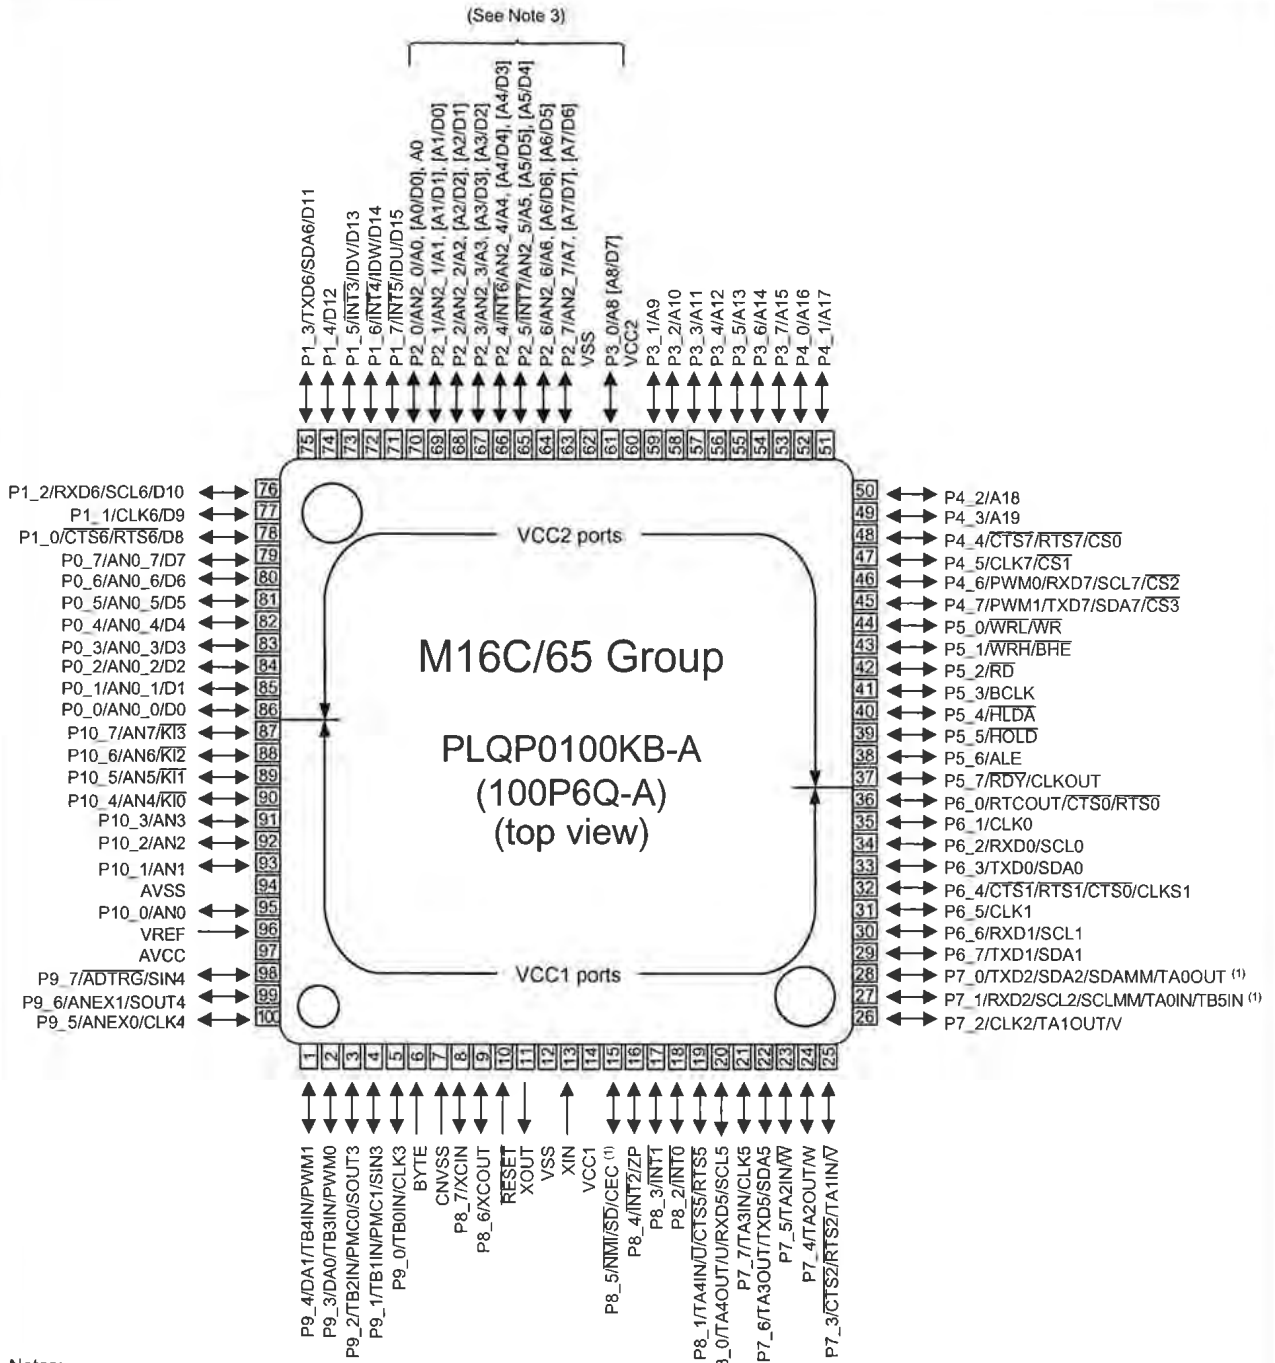 (See Note 3)
P1_3/TXD6/SDA6/D11
P1_4/D12
P1_5/INT3/IDV/D13
P1_6/INT4/IDW/D14
P1_7/INT5/IDU/D15
P2_0/AN2_0/A0, [A0/D0], A0
P2_1/AN2_1/A1, [A1/D1], [A1/D0]
P2_2/AN2_2/A2, [A2/D2], [A2/D1]
P2_3/AN2_3/A3, [A3/D3], [A3/D2]
P2_4/INT6/AN2_4/A4, [A4/D4], [A4/D3]
P2_5/INT7/AN2_5/A5, [A5/D5], [A5/D4]
P2_6/AN2_6/A6, [A6/D6], [A6/D5]
P2_7/AN2_7/A7, [A7/D7], [A7/D6]
VSS
P3_0/A8 [A8/D7]
VCC2
P3_1/A9
P3_2/A10
P3_3/A11
P3_4/A12
P3_5/A13
P3_6/A14
P3_7/A15
P4_0/A16
P4_1/A17
75 74 73 72 71 70 69 68 67 66 65 64 63 62 61 60 59 58 57 56 55 54 53 52 51
P1_2/RXD6/SCL6/D10 76
P1_1/CLK6/D9 77
P1_0/CTS6/RTS6/D8 78
P0_7/AN0_7/D7 79
P0_6/AN0_6/D6 80
P0_5/AN0_5/D5 81
P0_4/AN0_4/D4 82
P0_3/AN0_3/D3 83
P0_2/AN0_2/D2 84
P0_1/AN0_1/D1 85
P0_0/AN0_0/D0 86
P10_7/AN7/KI3 87
P10_6/AN6/KI2 88
P10_5/AN5/KI1 89
P10_4/AN4/KI0 90
P10_3/AN3 91
P10_2/AN2 92
P10_1/AN1 93
AVSS 94
P10_0/AN0 95
VREF 96
AVCC 97
P9_7/ADTRG/SIN4 98
P9_6/ANEX1/SOUT4 99
P9_5/ANEX0/CLK4 100
VCC2 ports
M16C/65 Group
PLQP0100KB-A
(100P6Q-A)
(top view)
VCC1 ports
50 P4_2/A18
49 P4_3/A19
48 P4_4/CTS7/RTS7/CS0
47 P4_5/CLK7/CS1
46 P4_6/PWM0/RXD7/SCL7/CS2
45 P4_7/PWM1/TXD7/SDA7/CS3
44 P5_0/WRL/WR
43 P5_1/WRH/BHE
42 P5_2/RD
41 P5_3/BCLK
40 P5_4/HLDA
39 P5_5/HOLD
38 P5_6/ALE
37 P5_7/RDY/CLKOUT
36 P6_0/RTCOUT/CTS0/RTS0
35 P6_1/CLK0
34 P6_2/RXD0/SCL0
33 P6_3/TXD0/SDA0
32 P6_4/CTS1/RTS1/CTS0/CLKS1
31 P6_5/CLK1
30 P6_6/RXD1/SCL1
29 P6_7/TXD1/SDA1
28 P7_0/TXD2/SDA2/SDAMM/TA0OUT (1)
27 P7_1/RXD2/SCL2/SCLMM/TA0IN/TB5IN (1)
26 P7_2/CLK2/TA1OUT/V
1 2 3 4 5 6 7 8 9 10 11 12 13 14 15 16 17 18 19 20 21 22 23 24 25
P9_4/DA1/TB4IN/PWM1
P9_3/DA0/TB3IN/PWM0
P9_2/TB2IN/PMC0/SOUT3
P9_1/TB1IN/PMC1/SIN3
P9_0/TB0IN/CLK3
BYTE
CNVSS
P8_7/XCIN
P8_6/XCOUT
RESET
XOUT
VSS
XIN
VCC1
P8_5/NMI/SD/CEC (1)
P8_4/INT2/ZP
P8_3/INT1
P8_2/INT0
P8_1/TA4IN/U/CTS5/RTS5
_0/TA4OUT/U/RXD5/SCL5
P7_7/TA3IN/CLK5
P7_6/TA3OUT/TXD5/SDA5
P7_5/TA2IN/W
P7_4/TA2OUT/W
P7_3/CTS2/RTS2/TA1IN/V